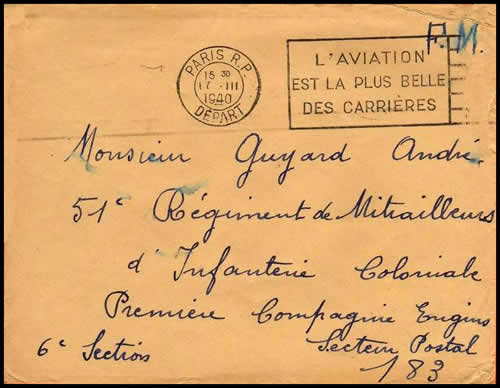 F.M.
PARIS R.P.
15 30
17 - III
1940
DÉPART
L'AVIATION
EST LA PLUS BELLE
DES CARRIÈRES
Monsieur Guyard André
51e Régiment de Mitrailleurs
d'Infanterie Coloniale
Première Compagnie Engins
6e Section Secteur Postal
183